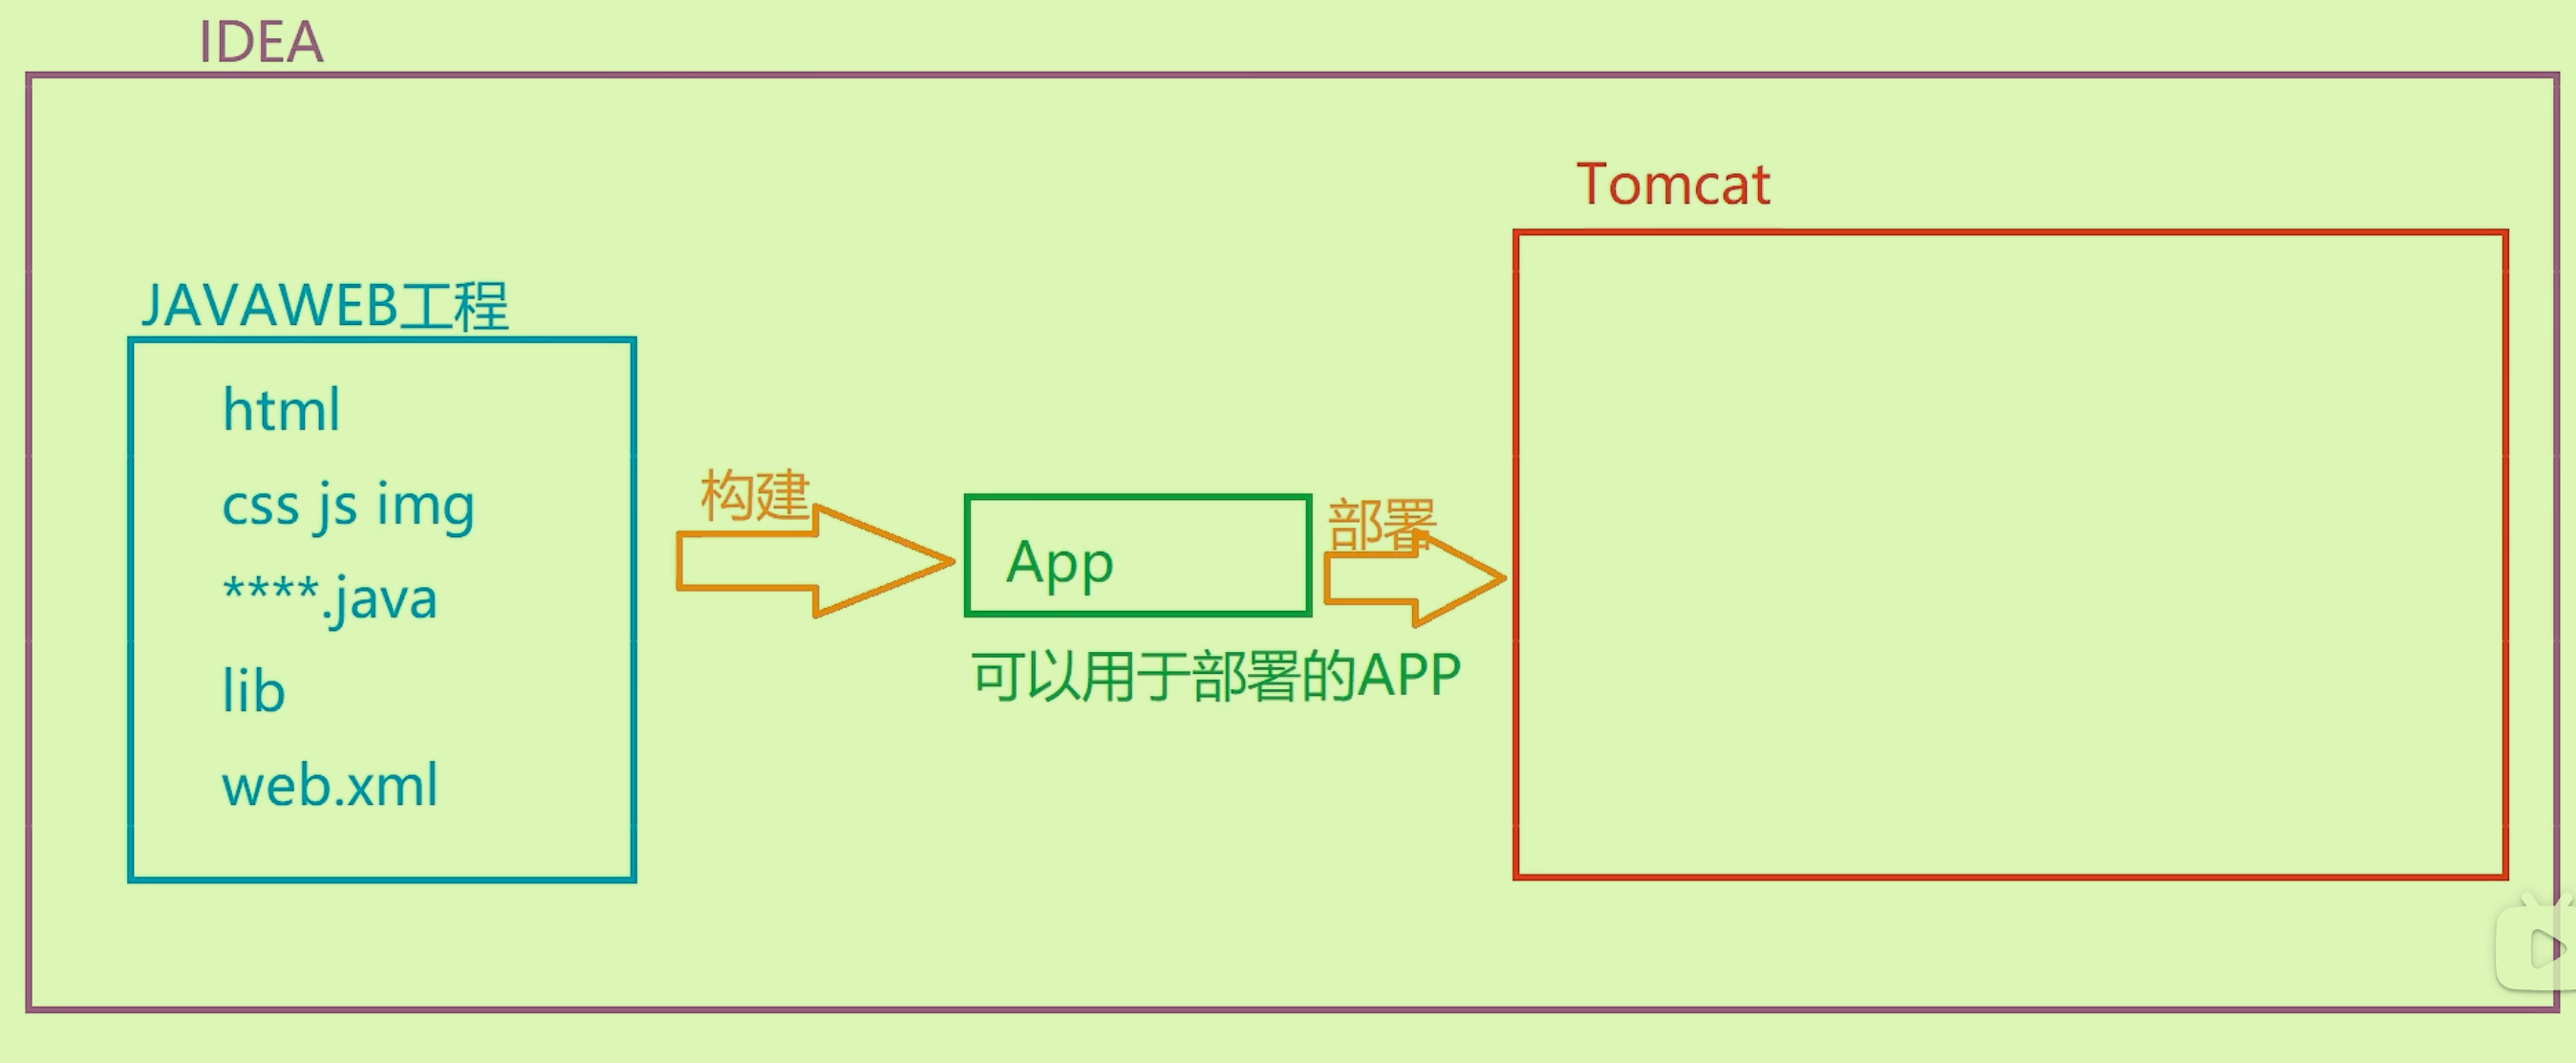 IDEA
Tomcat
JAVAWEB工程
html
css js img
****.java
lib
web.xml
构建
App
可以用于部署的APP
部署